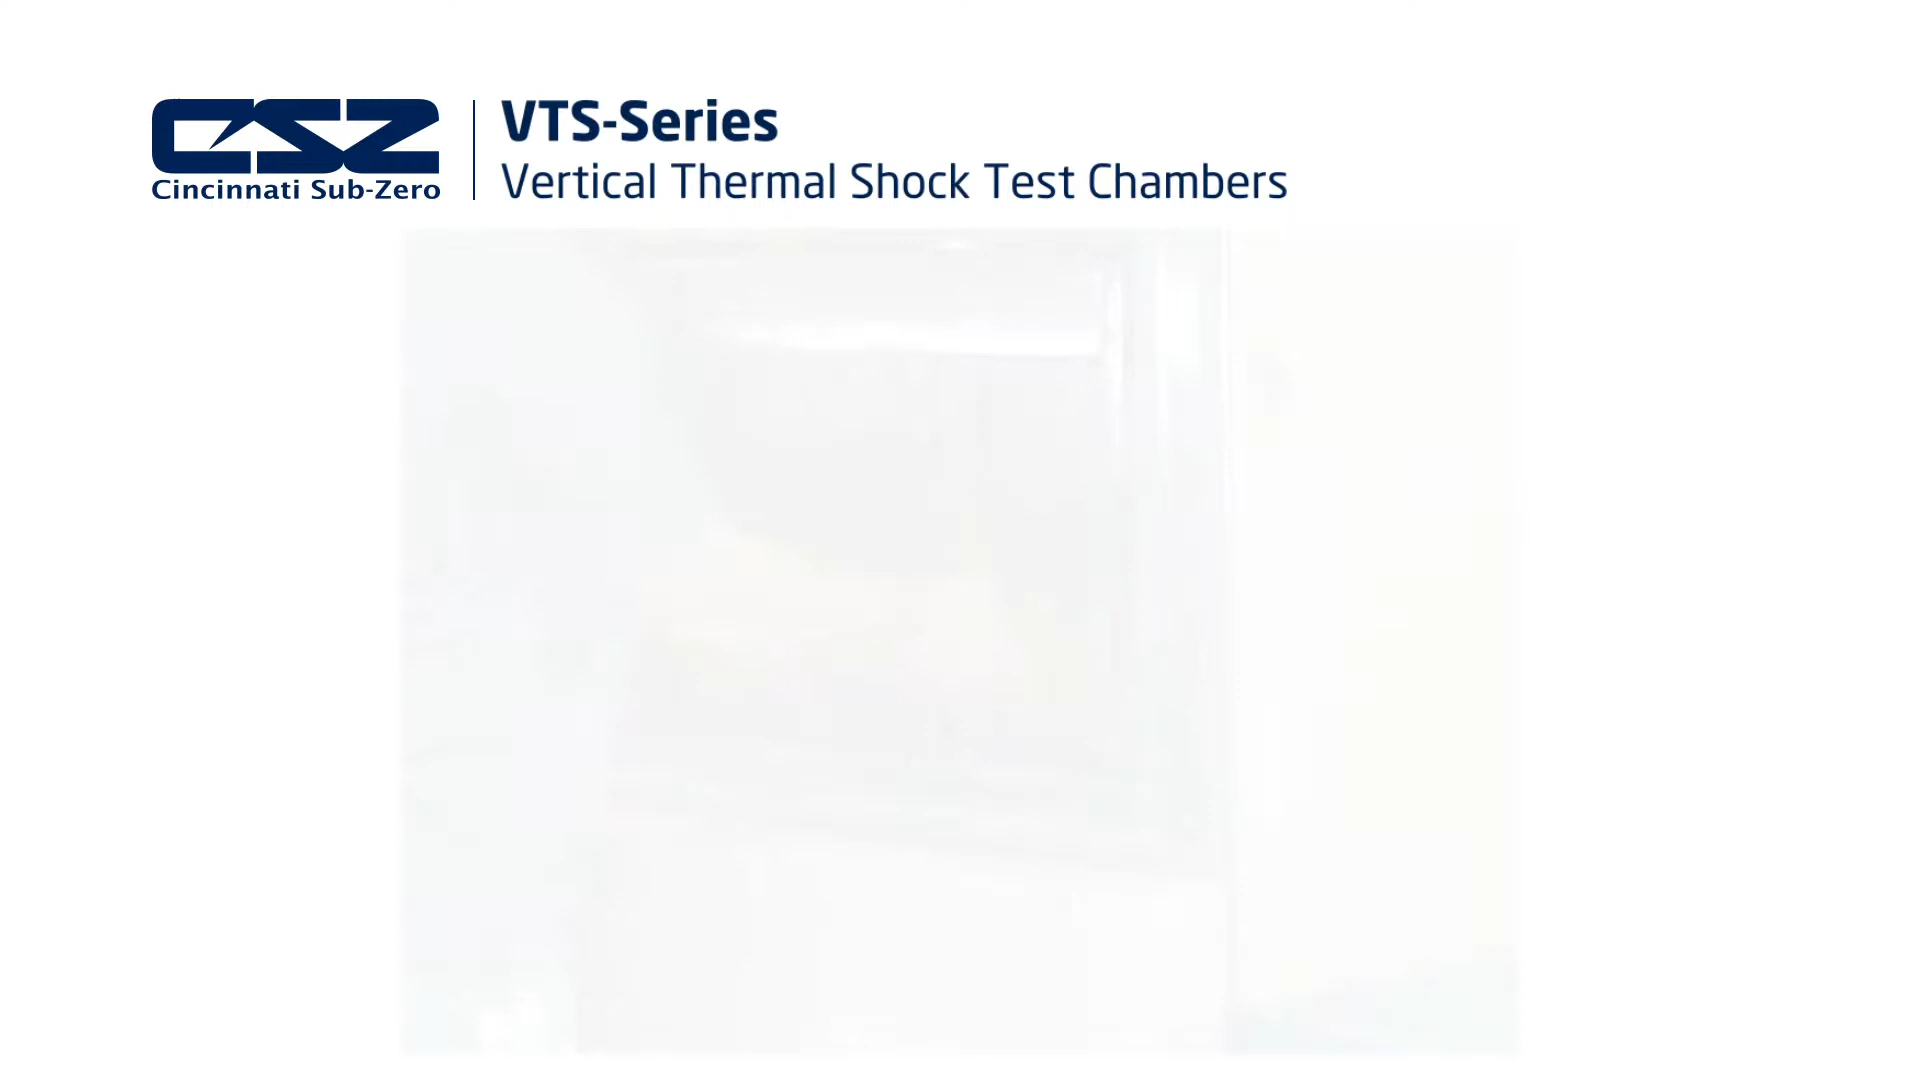 CSZ
Cincinnati Sub-Zero
VTS-Series
Vertical Thermal Shock Test Chambers